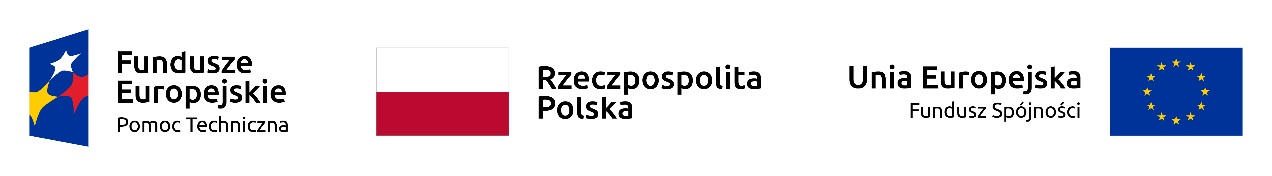 Fundusze
Europejskie
Pomoc Techniczna
Rzeczpospolita
Polska
Unia Europejska
Fundusz Spójności